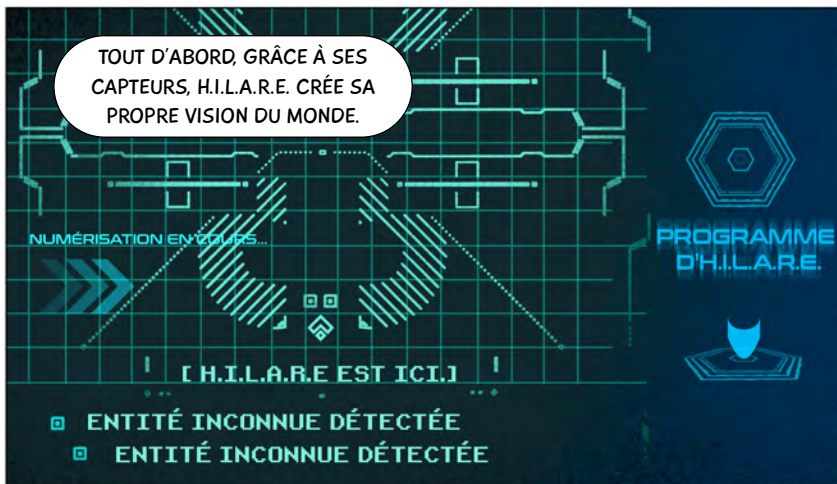 TOUT D'ABORD, GRÂCE À SES
CAPTEURS, H.I.L.A.R.E. CRÉE SA
PROPRE VISION DU MONDE.
NUMÉRISATION EN COURS...
PROGRAMME
D'H.I.L.A.R.E.
[ H.I.L.A.R.E EST ICI.]
ENTITÉ INCONNUE DÉTECTÉE
ENTITÉ INCONNUE DÉTECTÉE